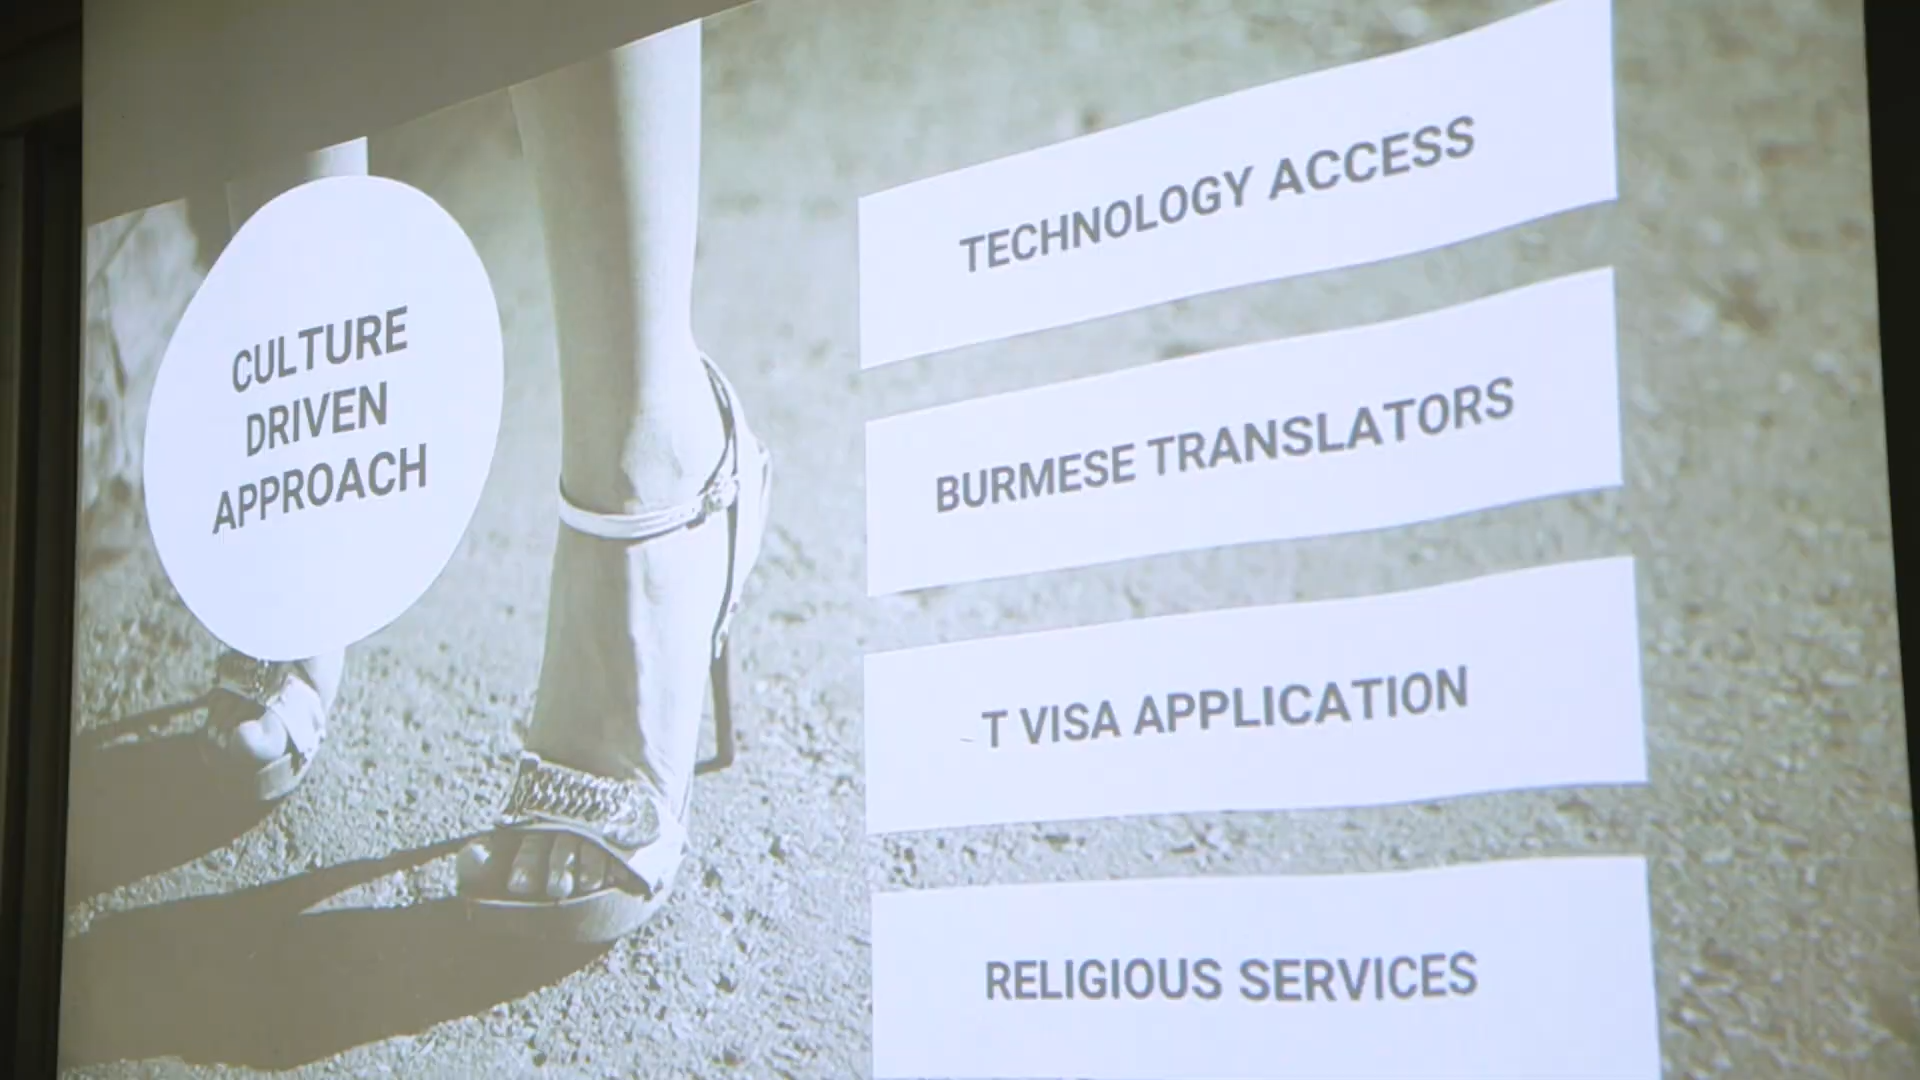 CULTURE
DRIVEN
APPROACH
TECHNOLOGY ACCESS
BURMESE TRANSLATORS
T VISA APPLICATION
RELIGIOUS SERVICES